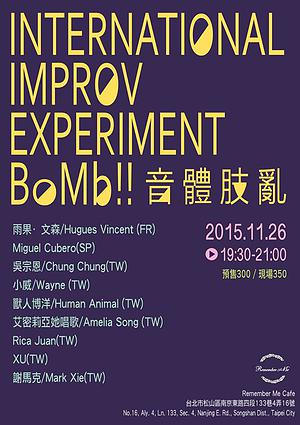 INTERNATIONAL
IMPROV
EXPERIMENT
BoMb!! 音體肢亂
雨果·文森/Hugues Vincent (FR)
Miguel Cubero(SP)
吳宗恩/Chung Chung(TW)
小威/Wayne (TW)
獸人博洋/Human Animal (TW)
艾密莉亞她唱歌/Amelia Song (TW)
Rica Juan(TW)
XU(TW)
謝馬克/Mark Xie(TW)
2015.11.26
19:30-21:00
預售300 / 現場350
Remember Me
Remember Me Cafe
台北市松山區南京東路四段133巷4弄16號
No.16, Aly. 4, Ln. 133, Sec. 4, Nanjing E. Rd., Songshan Dist., Taipei City